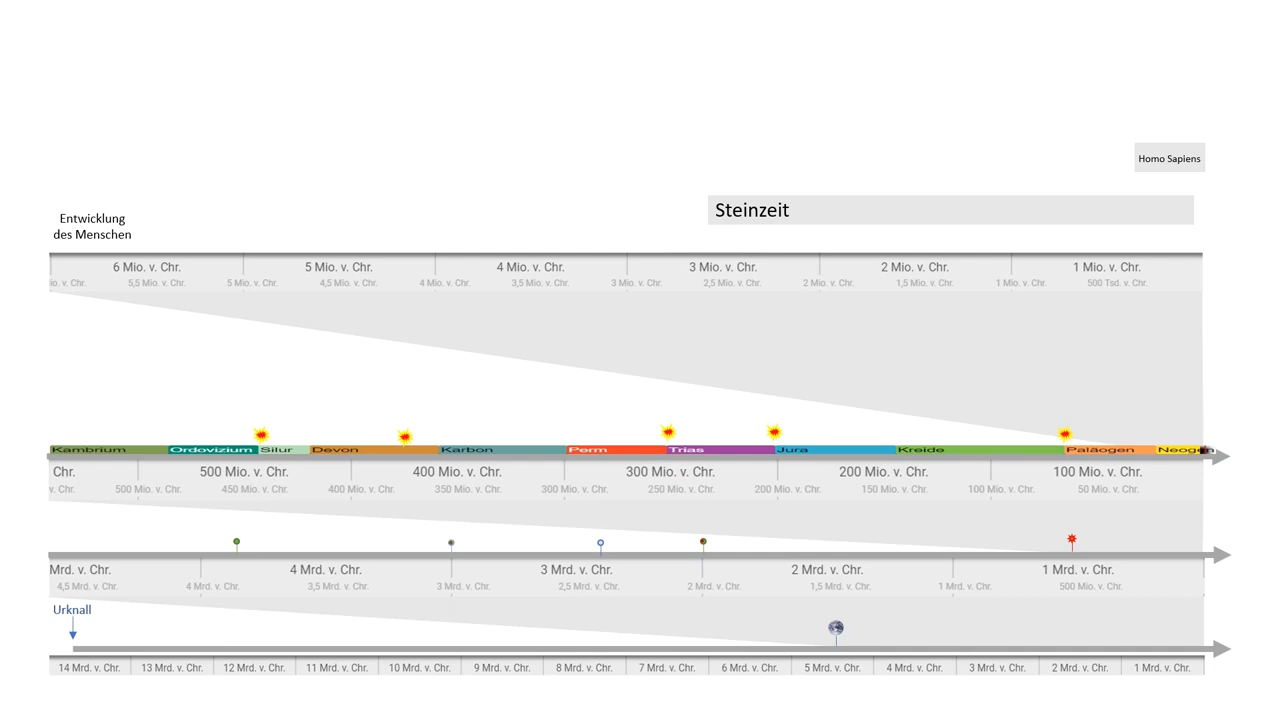 Homo Sapiens
Steinzeit
Entwicklung
des Menschen
6 Mio. v. Chr. 5 Mio. v. Chr. 4 Mio. v. Chr. 3 Mio. v. Chr. 2 Mio. v. Chr. 1 Mio. v. Chr.
io. v. Chr. 5,5 Mio. v. Chr. 5 Mio. v. Chr. 4,5 Mio. v. Chr. 4 Mio. v. Chr. 3,5 Mio. v. Chr. 3 Mio. v. Chr. 2,5 Mio. v. Chr. 2 Mio. v. Chr. 1,5 Mio. v. Chr. 1 Mio. v. Chr. 500 Tsd. v. Chr.
Kambrium Ordovizium Silur Devon Karbon Perm Trias Jura Kreide Paläogen Neogen
Chr. 500 Mio. v. Chr. 400 Mio. v. Chr. 300 Mio. v. Chr. 200 Mio. v. Chr. 100 Mio. v. Chr.
v. Chr. 500 Mio. v. Chr. 450 Mio. v. Chr. 400 Mio. v. Chr. 350 Mio. v. Chr. 300 Mio. v. Chr. 250 Mio. v. Chr. 200 Mio. v. Chr. 150 Mio. v. Chr. 100 Mio. v. Chr. 50 Mio. v. Chr.
Mrd. v. Chr. 4 Mrd. v. Chr. 3 Mrd. v. Chr. 2 Mrd. v. Chr. 1 Mrd. v. Chr.
4,5 Mrd. v. Chr. 4 Mrd. v. Chr. 3,5 Mrd. v. Chr. 3 Mrd. v. Chr. 2,5 Mrd. v. Chr. 2 Mrd. v. Chr. 1,5 Mrd. v. Chr. 1 Mrd. v. Chr. 500 Mio. v. Chr.
Urknall
14 Mrd. v. Chr. 13 Mrd. v. Chr. 12 Mrd. v. Chr. 11 Mrd. v. Chr. 10 Mrd. v. Chr. 9 Mrd. v. Chr. 8 Mrd. v. Chr. 7 Mrd. v. Chr. 6 Mrd. v. Chr. 5 Mrd. v. Chr. 4 Mrd. v. Chr. 3 Mrd. v. Chr. 2 Mrd. v. Chr. 1 Mrd. v. Chr.